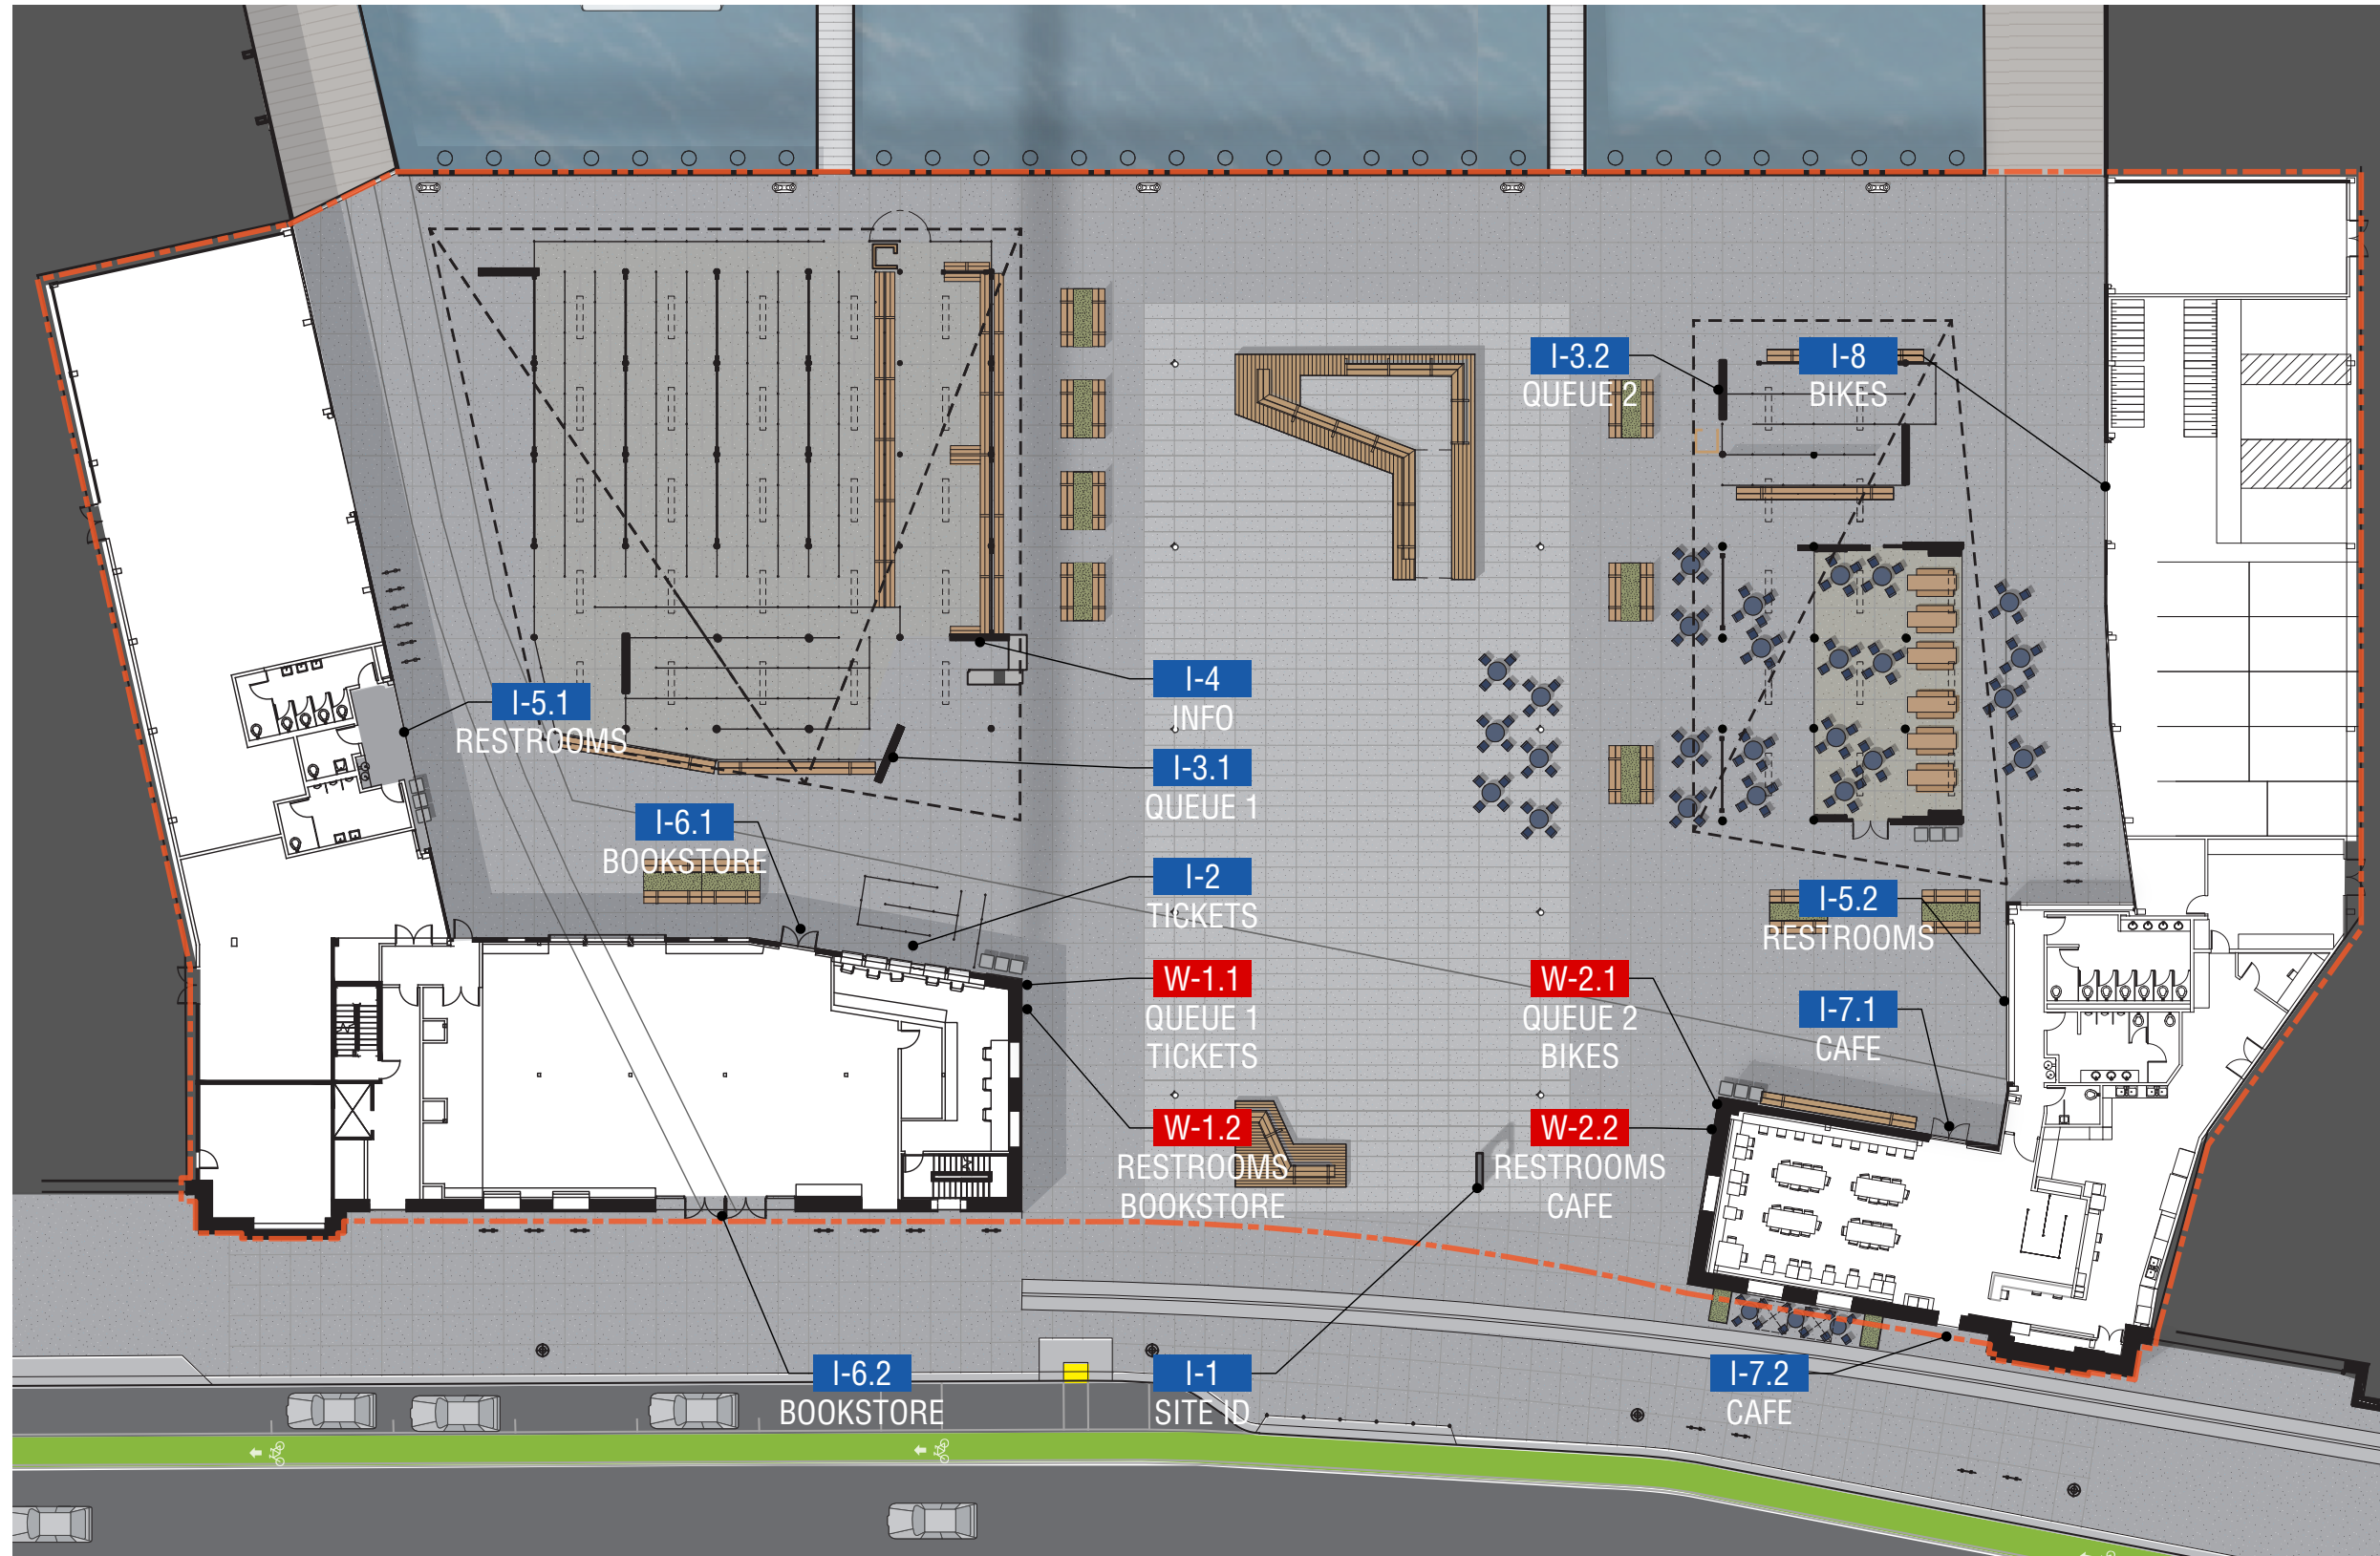 I-3.2
QUEUE 2
I-8
BIKES
I-4
INFO
I-5.1
RESTROOMS
I-3.1
QUEUE 1
I-6.1
BOOKSTORE
I-2
TICKETS
I-5.2
RESTROOMS
W-1.1
QUEUE 1
TICKETS
W-2.1
QUEUE 2
BIKES
I-7.1
CAFE
W-1.2
RESTROOMS
BOOKSTORE
W-2.2
RESTROOMS
CAFE
I-6.2
BOOKSTORE
I-1
SITE ID
I-7.2
CAFE